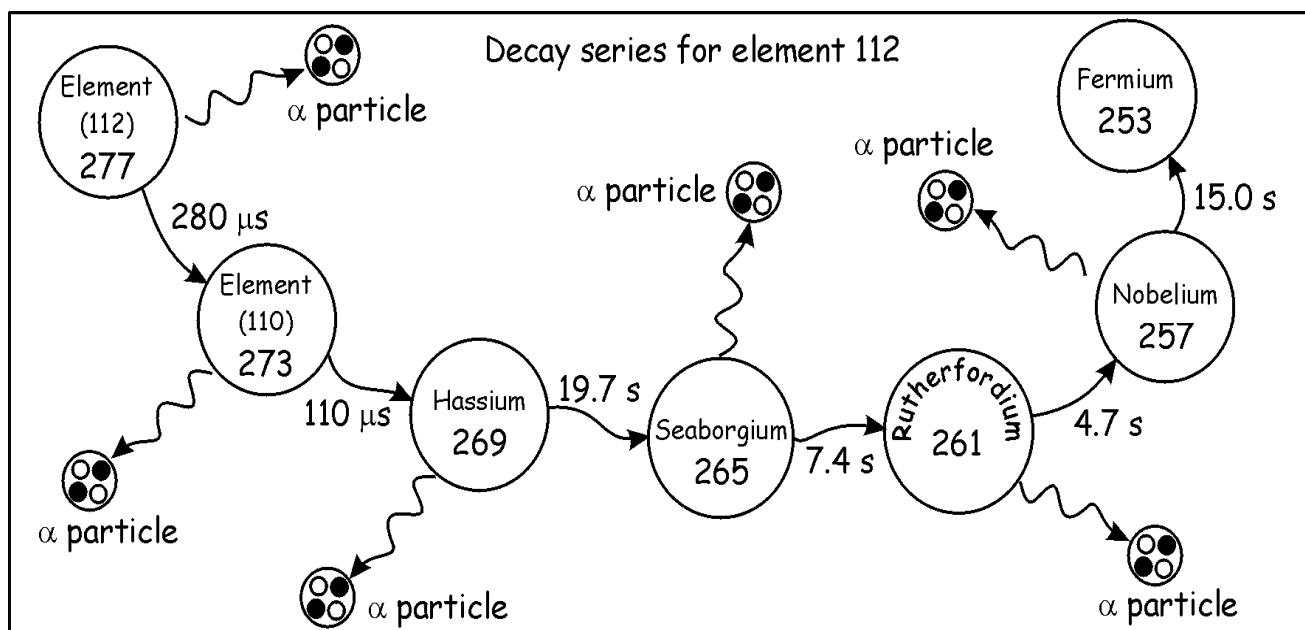 Decay series for element 112
Element
(112)
277
α particle
280 μs
Element
(110)
273
α particle
110 μs
Hassium
269
α particle
19.7 s
Seaborgium
265
α particle
7.4 s
Rutherfordium
261
α particle
4.7 s
Nobelium
257
α particle
15.0 s
Fermium
253